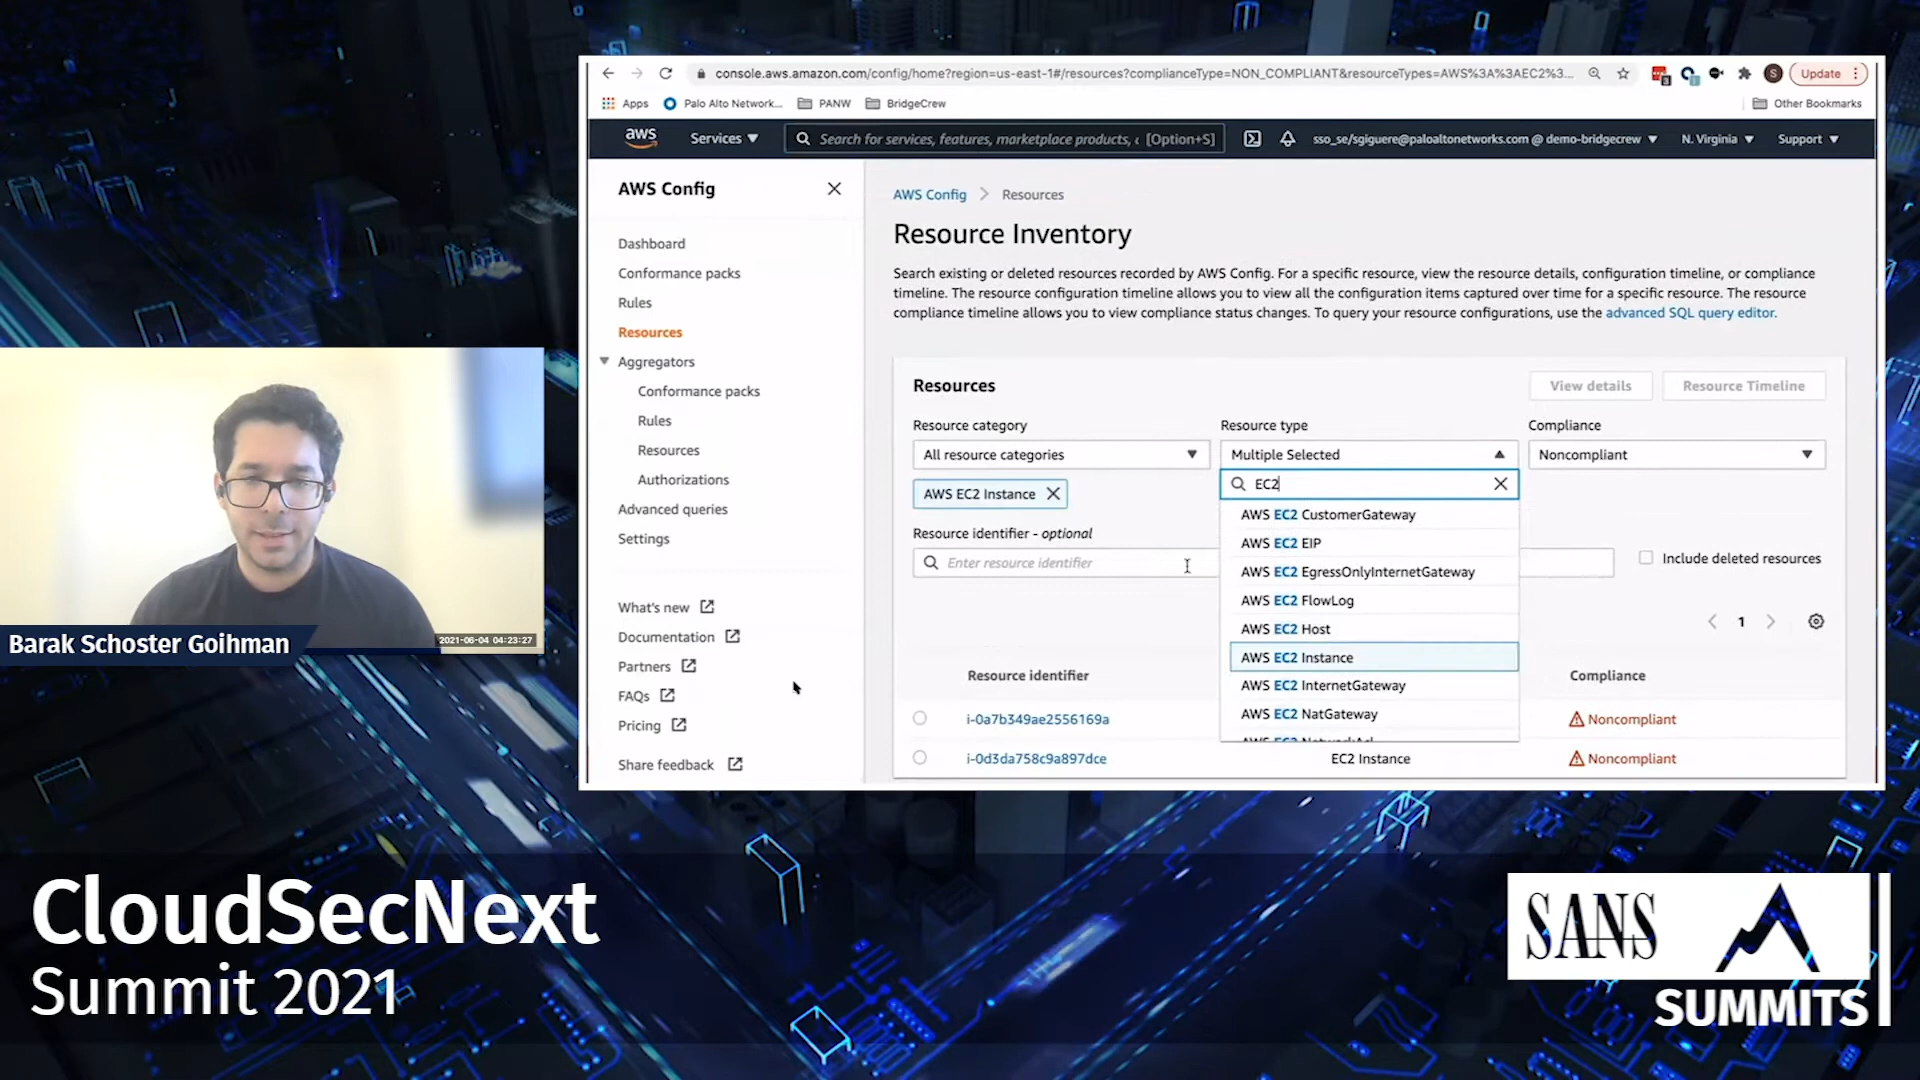 console.aws.amazon.com/config/home?region=us-east-1#/resources?complianceType=NON_COMPLIANT&resourceTypes=AWS%3A%3AEC2%3...
Update
Apps
Palo Alto Network...
PANW
BridgeCrew
Other Bookmarks
aws
Services
Search for services, features, marketplace products, [Option+S]
sso_se/sgiguere@paloaltonetworks.com @ demo-bridgecrew
N. Virginia
Support
AWS Config
Dashboard
Conformance packs
Rules
Resources
Aggregators
Conformance packs
Rules
Resources
Authorizations
Advanced queries
Settings
What's new
Documentation
Partners
FAQs
Pricing
Share feedback
AWS Config > Resources
Resource Inventory
Search existing or deleted resources recorded by AWS Config. For a specific resource, view the resource details, configuration timeline, or compliance
timeline. The resource configuration timeline allows you to view all the configuration items captured over time for a specific resource. The resource
compliance timeline allows you to view compliance status changes. To query your resource configurations, use the advanced SQL query editor.
Resources
View details
Resource Timeline
Resource category
Resource type
Compliance
All resource categories
Multiple Selected
Noncompliant
AWS EC2 Instance
EC2
AWS EC2 CustomerGateway
AWS EC2 EIP
AWS EC2 EgressOnlyInternetGateway
AWS EC2 FlowLog
AWS EC2 Host
AWS EC2 Instance
AWS EC2 InternetGateway
AWS EC2 NatGateway
AWS EC2 NetworkAcl
Resource identifier - optional
Enter resource identifier
Include deleted resources
1
Resource identifier
Compliance
i-0a7b349ae2556169a
Noncompliant
i-0d3da758c9a897dce
EC2 Instance
Noncompliant
2021-06-04 04:23:27
Barak Schoster Goihman
CloudSecNext
Summit 2021
SANS
SUMMITS